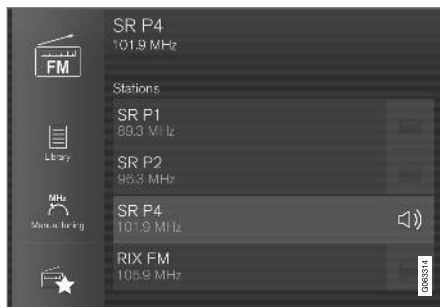 SR P4
101.9 MHz
FM
Stations
SR P1
89.3 MHz
SR P2
96.3 MHz
Library
MHz
Manual tuning
SR P4
101.9 MHz
RIX FM
105.9 MHz
G063314